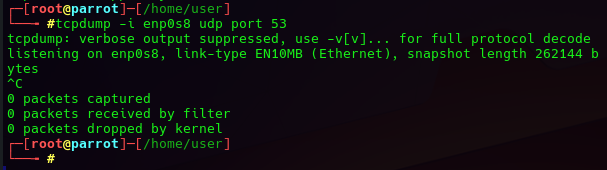 ┌─[root@parrot]─[/home/user]
└──╼ #tcpdump -i enp0s8 udp port 53
tcpdump: verbose output suppressed, use -v[v]... for full protocol decode
listening on enp0s8, link-type EN10MB (Ethernet), snapshot length 262144 b
ytes
^C
0 packets captured
0 packets received by filter
0 packets dropped by kernel
┌─[root@parrot]─[/home/user]
└──╼ #